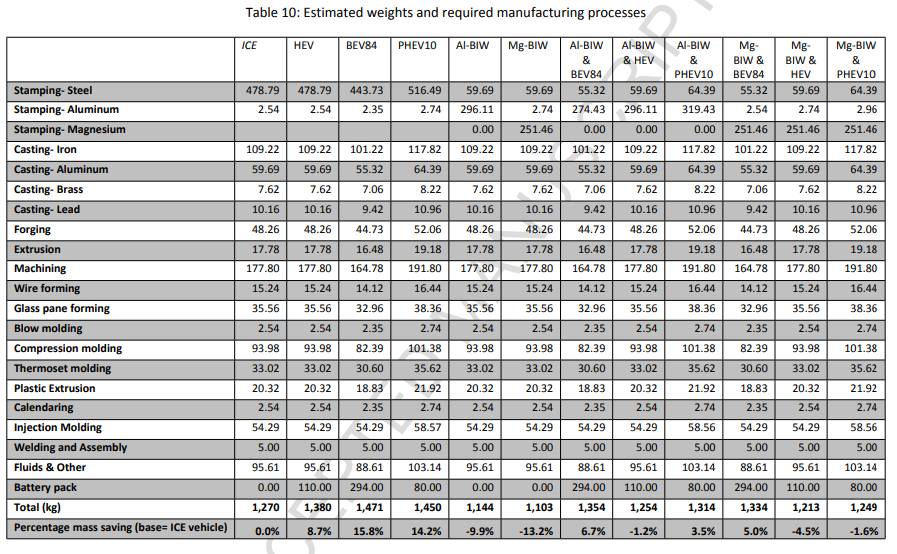 Table 10: Estimated weights and required manufacturing processes
ICE HEV BEV84 PHEV10 Al-BIW Mg-BIW Al-BIW & BEV84 Al-BIW & HEV Al-BIW & PHEV10 Mg-BIW & BEV84 Mg-BIW & HEV Mg-BIW & PHEV10
Stamping- Steel 478.79 478.79 443.73 516.49 59.69 59.69 55.32 59.69 64.39 55.32 59.69 64.39
Stamping- Aluminum 2.54 2.54 2.35 2.74 296.11 2.54 274.43 296.11 319.43 2.54 2.74 2.96
Stamping- Magnesium 0.00 251.46 0.00 0.00 0.00 251.46 251.46 251.46
Casting- Iron 109.22 109.22 101.22 117.82 109.22 109.22 101.22 109.22 117.82 101.22 109.22 117.82
Casting- Aluminum 59.69 59.69 55.32 64.39 59.69 59.69 55.32 59.69 64.39 55.32 59.69 64.39
Casting- Brass 7.62 7.62 7.06 8.22 7.62 7.62 7.06 7.62 8.22 7.06 7.62 8.22
Casting- Lead 10.16 10.16 9.42 10.96 10.16 10.16 9.42 10.16 10.96 9.42 10.16 10.96
Forging 48.26 48.26 44.73 52.06 48.26 48.26 44.73 48.26 52.06 44.73 48.26 52.06
Extrusion 17.78 17.78 16.48 19.18 17.78 17.78 16.48 17.78 19.18 16.48 17.78 19.18
Machining 177.80 177.80 164.78 191.80 177.80 177.80 164.78 177.80 191.80 164.78 177.80 191.80
Wire forming 15.24 15.24 14.12 16.44 15.24 15.24 14.12 15.24 16.44 14.12 15.24 16.44
Glass pane forming 35.56 35.56 32.96 38.36 35.56 35.56 32.96 35.56 38.36 32.96 35.56 38.36
Blow molding 2.54 2.54 2.35 2.74 2.54 2.54 2.35 2.54 2.74 2.35 2.54 2.74
Compression molding 93.98 93.98 82.39 101.38 93.98 93.98 82.39 93.98 101.38 82.39 93.98 101.38
Thermoset molding 33.02 33.02 30.60 35.62 33.02 33.02 30.60 33.02 35.62 30.60 33.02 35.62
Plastic Extrusion 20.32 20.32 18.83 21.92 20.32 20.32 18.83 20.32 21.92 18.83 20.32 21.92
Calendaring 2.54 2.54 2.35 2.74 2.54 2.54 2.35 2.54 2.74 2.35 2.54 2.74
Injection Molding 54.29 54.29 54.29 58.57 54.29 54.29 54.29 54.29 58.56 54.29 54.29 58.56
Welding and Assembly 5.00 5.00 5.00 5.00 5.00 5.00 5.00 5.00 5.00 5.00 5.00 5.00
Fluids & Other 95.61 95.61 88.61 103.14 95.61 95.61 88.61 95.61 103.14 88.61 95.61 103.14
Battery pack 0.00 110.00 294.00 80.00 0.00 0.00 294.00 110.00 80.00 294.00 110.00 80.00
Total (kg) 1,270 1,380 1,471 1,450 1,144 1,103 1,354 1,254 1,314 1,334 1,213 1,249
Percentage mass saving (base= ICE vehicle) 0.0% 8.7% 15.8% 14.2% -9.9% -13.2% 6.7% -1.2% 3.5% 5.0% -4.5% -1.6%